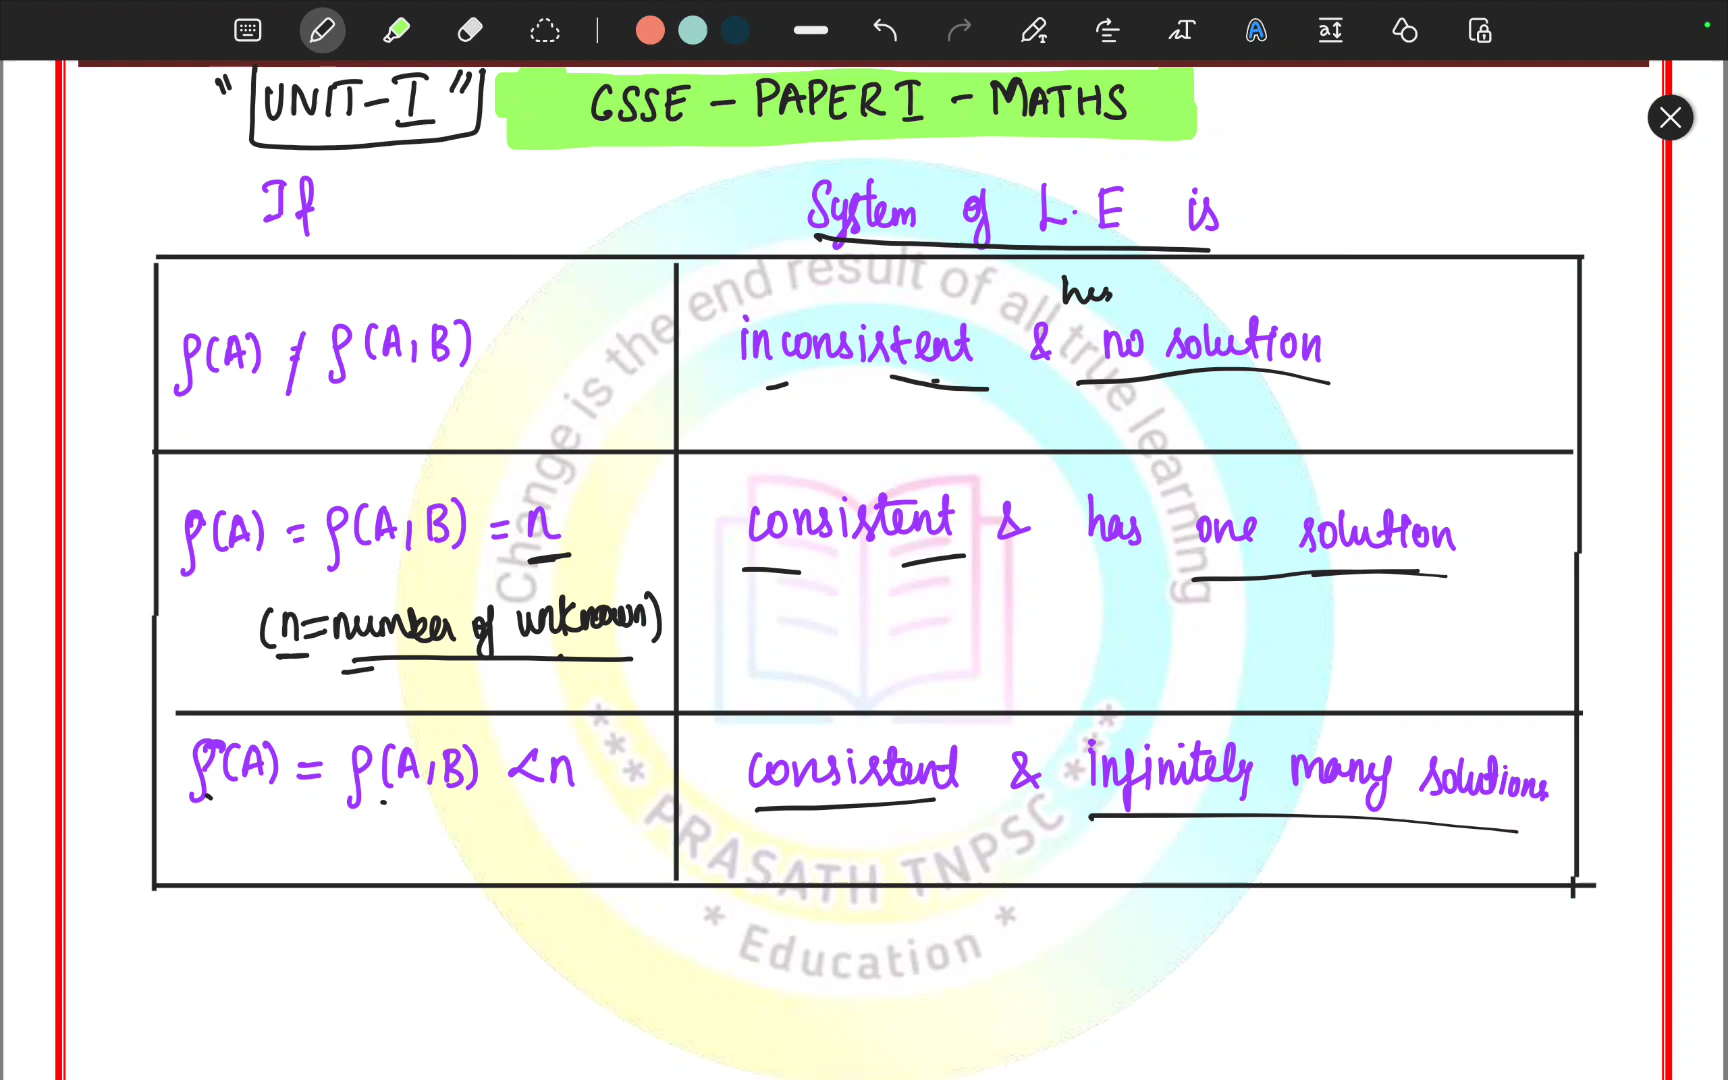 "UNIT-I" GSSE - PAPER I - MATHS
If System of L.E is
ρ(A) ≠ ρ(A,B) inconsistent & has no solution
ρ(A) = ρ(A,B) = n consistent & has one solution
(n=number of unknown)
ρ(A) = ρ(A,B) <n consistent & infinitely many solutions
Change is the end result of all true learning
*** PRASATH TNPSC ***
* Education *